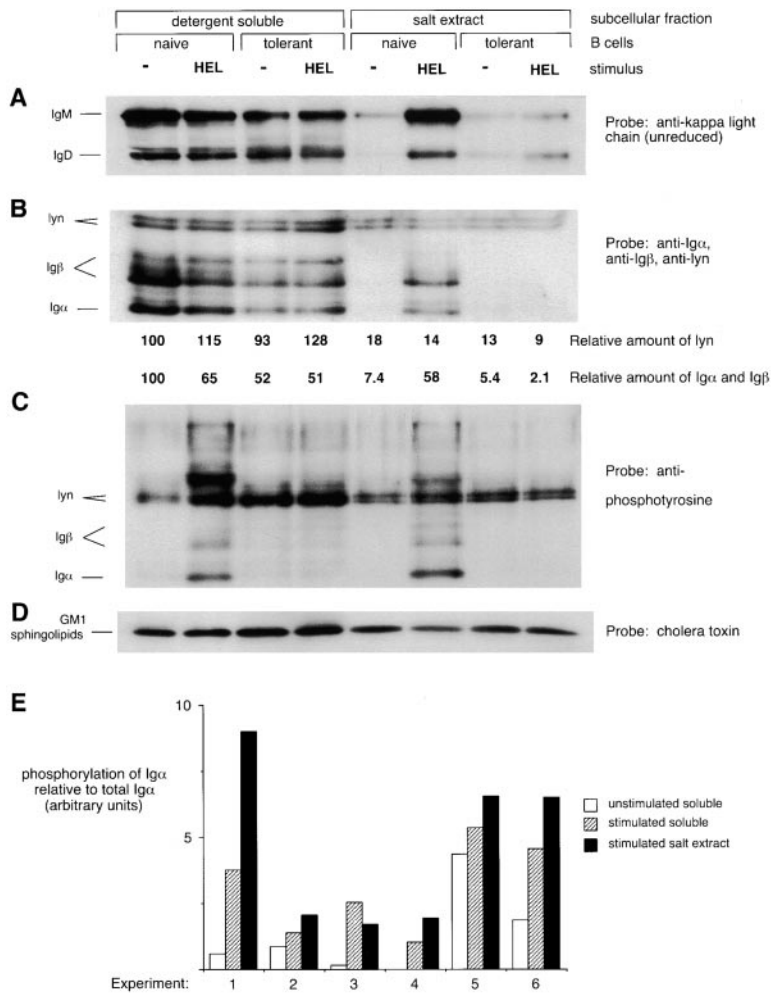 detergent soluble salt extract subcellular fraction
naive tolerant naive tolerant B cells
- HEL - HEL - HEL - HEL stimulus
A
IgM
IgD
Probe: anti-kappa light
chain (unreduced)
B
lyn
Igβ
Igα
Probe: anti-Igα,
anti-Igβ, anti-lyn
100 115 93 128 18 14 13 9 Relative amount of lyn
100 65 52 51 7.4 58 5.4 2.1 Relative amount of Igα and Igβ
C
lyn
Igβ
Igα
Probe: anti-
phosphotyrosine
D
GM1
sphingolipids
Probe: cholera toxin
E
10
5
phosphorylation of Igα
relative to total Igα
(arbitrary units)
unstimulated soluble
stimulated soluble
stimulated salt extract
Experiment: 1 2 3 4 5 6